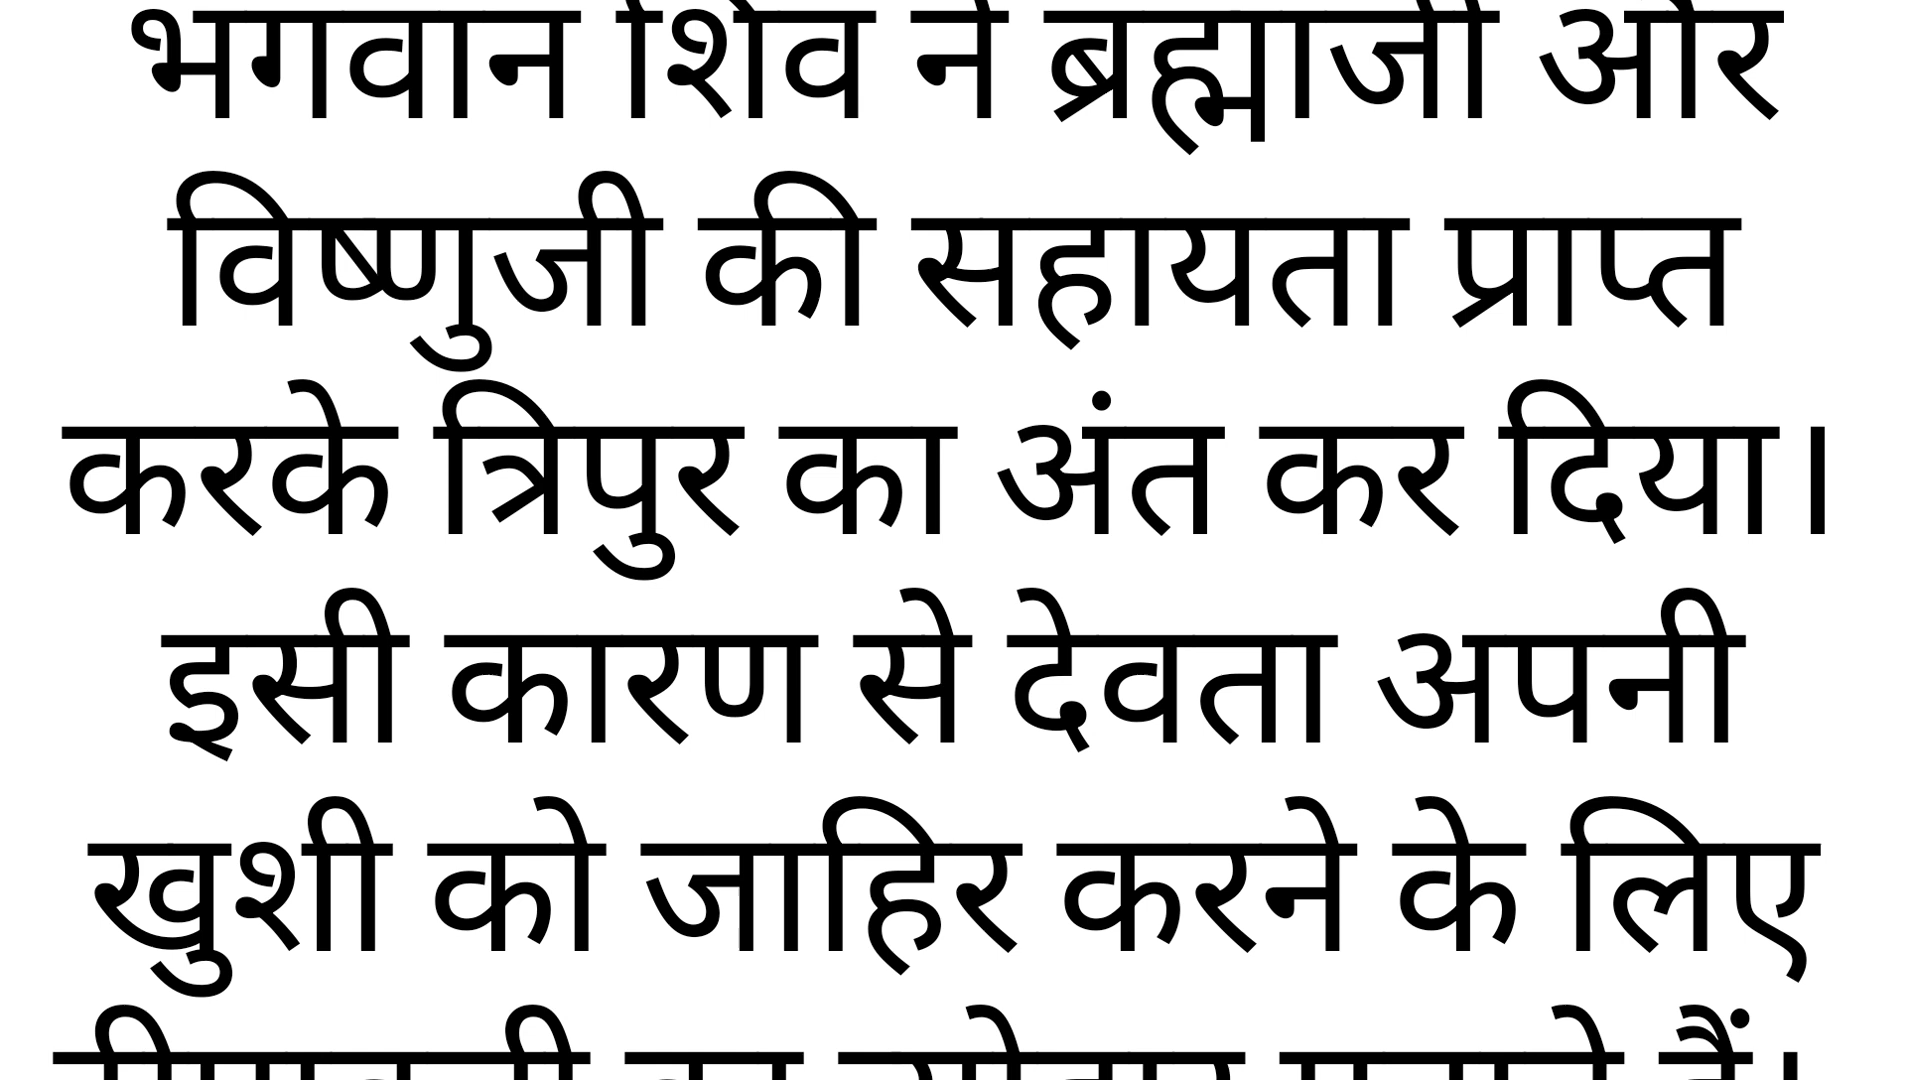 भगवान शिव ने ब्रह्माजी और
विष्णुजी की सहायता प्राप्त
करके त्रिपुर का अंत कर दिया।
इसी कारण से देवता अपनी
खुशी को जाहिर करने के लिए